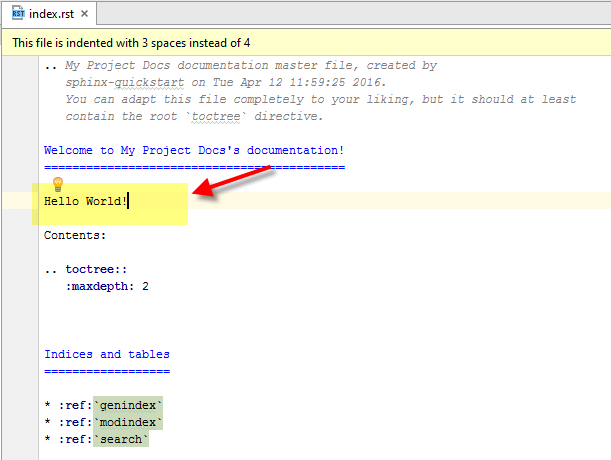 RST index.rst ×
This file is indented with 3 spaces instead of 4
.. My Project Docs documentation master file, created by
   sphinx-quickstart on Tue Apr 12 11:59:25 2016.
   You can adapt this file completely to your liking, but it should at least
   contain the root `toctree` directive.
Welcome to My Project Docs's documentation!
===========================================
Hello World!
Contents:
.. toctree::
   :maxdepth: 2
Indices and tables
==================
* :ref:`genindex`
* :ref:`modindex`
* :ref:`search`